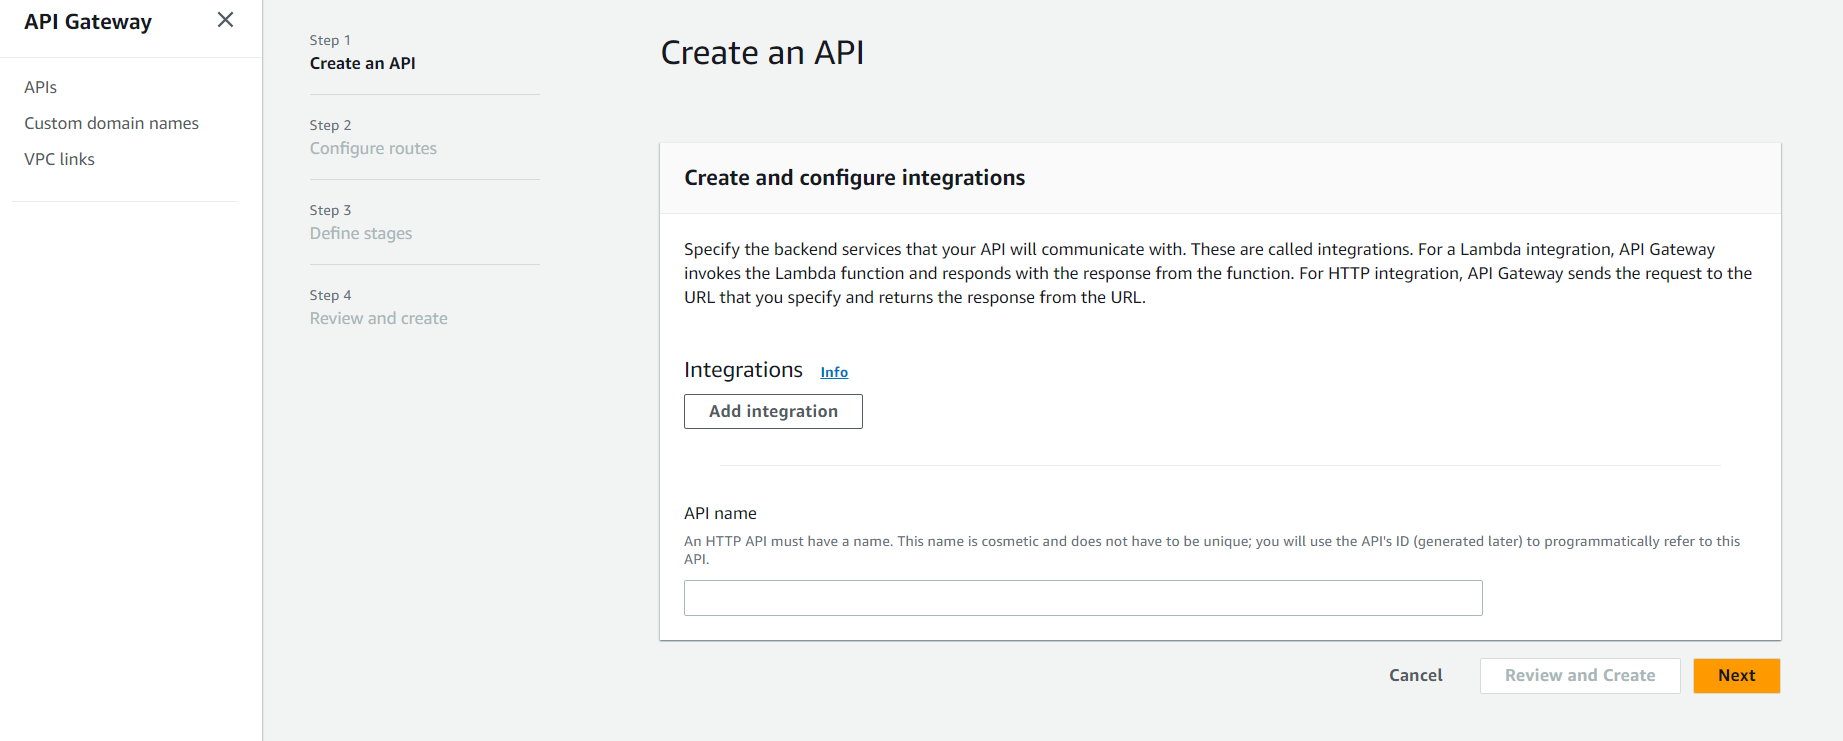 API Gateway
APIs
Custom domain names
VPC links
Step 1
Create an API
Step 2
Configure routes
Step 3
Define stages
Step 4
Review and create
Create an API
Create and configure integrations
Specify the backend services that your API will communicate with. These are called integrations. For a Lambda integration, API Gateway
invokes the Lambda function and responds with the response from the function. For HTTP integration, API Gateway sends the request to the
URL that you specify and returns the response from the URL.
Integrations Info
Add integration
API name
An HTTP API must have a name. This name is cosmetic and does not have to be unique; you will use the API's ID (generated later) to programmatically refer to this
API.
Cancel Review and Create Next